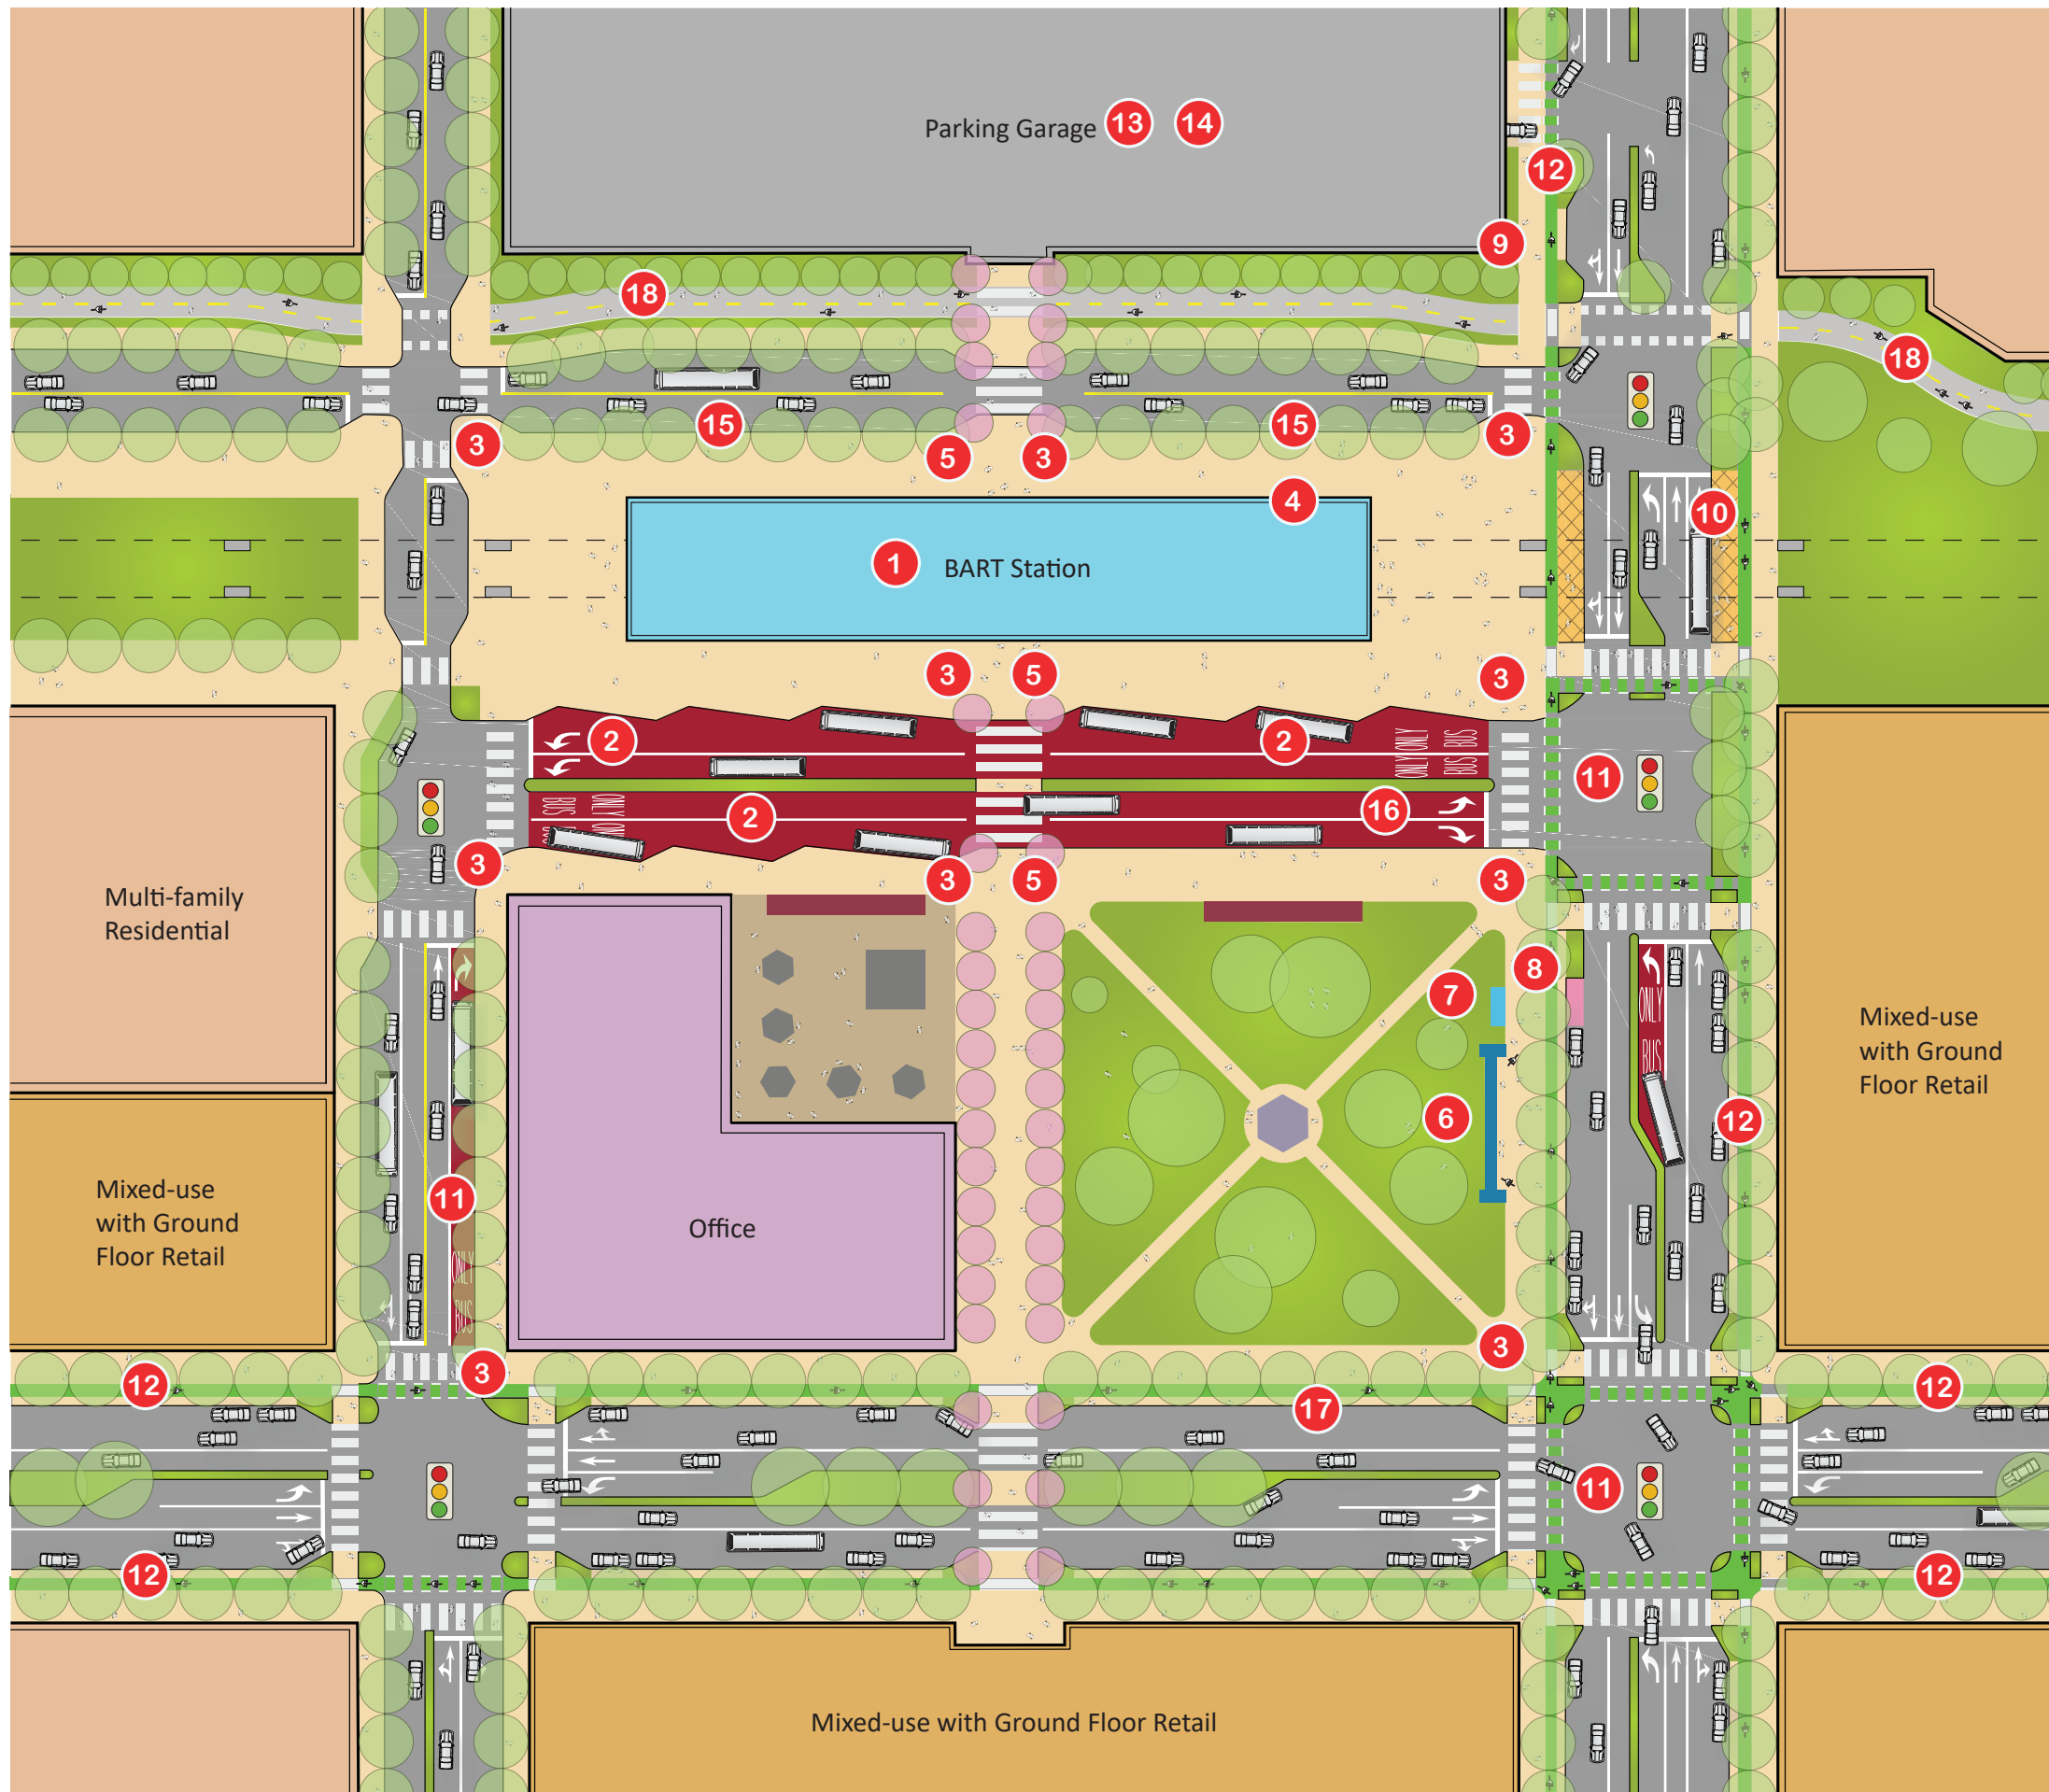 Parking Garage 13 14
12
9
18
18
3
15
5
3
15
3
4
10
1 BART Station
3
5
3
2
2
ONLY ONLY
BUS BUS
11
BUS
ONLY ONLY
2
16
3
3
5
3
Multi-family
Residential
8
7
ONLY
BUS
Mixed-use
with Ground
Floor Retail
6
12
Mixed-use
with Ground
Floor Retail
11
Office
ONLY
BUS
3
3
12
17
12
11
12
12
Mixed-use with Ground Floor Retail